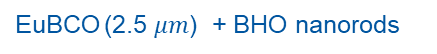 EuBCO (2.5 𝜇𝑚) + BHO nanorods